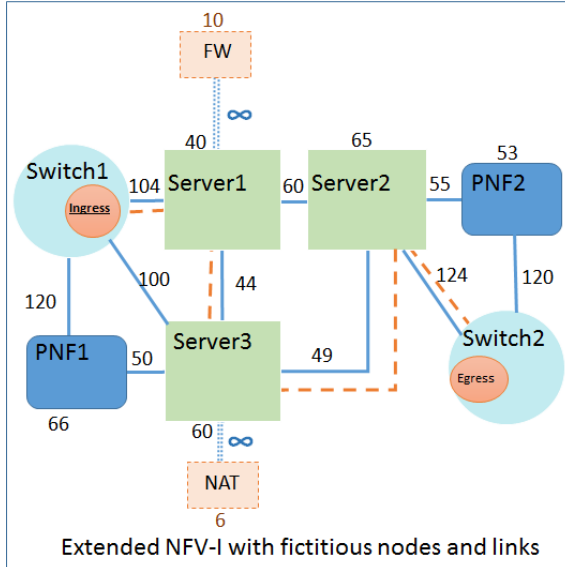 10
FW
∞
40
65
53
Switch1
104
Server1
60
Server2
55
PNF2
Ingress
100
44
124
120
120
PNF1
50
Server3
49
Switch2
Egress
66
60
∞
NAT
6
Extended NFV-I with fictitious nodes and links